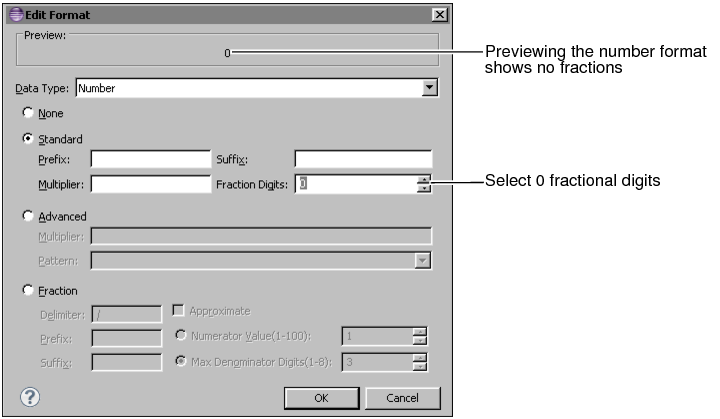 Edit Format
Preview:
0
Previewing the number format
shows no fractions
Data Type: Number
None
Standard
Prefix: Suffix:
Multiplier: Fraction Digits: 0
Select 0 fractional digits
Advanced
Multiplier:
Pattern:
Fraction
Delimiter: / Approximate
Prefix: Numerator Value(1-100): 1
Suffix: Max Denominator Digits(1-8): 3
? OK Cancel